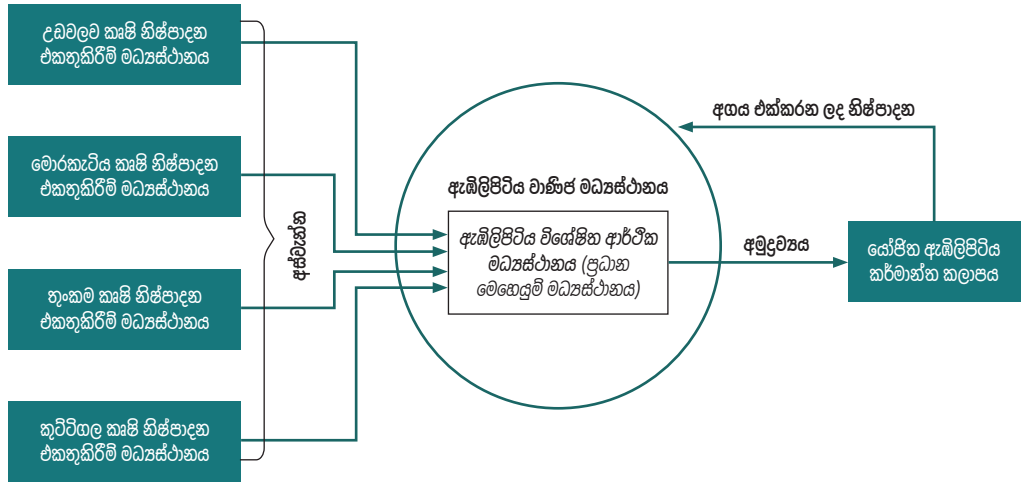 උඩවලව කෘෂි නිෂ්පාදන
එකතුකිරීම් මධ්‍යස්ථානය
මොරකැටිය කෘෂි නිෂ්පාදන
එකතුකිරීම් මධ්‍යස්ථානය
තුංකම කෘෂි නිෂ්පාදන
එකතුකිරීම් මධ්‍යස්ථානය
කුට්ටිගල කෘෂි නිෂ්පාදන
එකතුකිරීම් මධ්‍යස්ථානය
අස්වැන්න
ඇඹිලිපිටිය වාණිජ මධ්‍යස්ථානය
ඇඹිලිපිටිය විශේෂිත ආර්ථික
මධ්‍යස්ථානය (ප්‍රධාන
මෙහෙයුම් මධ්‍යස්ථානය)
අගය එක්කරන ලද නිෂ්පාදන
අමුද්‍රව්‍යය
යෝජිත ඇඹිලිපිටිය
කර්මාන්ත කලාපය